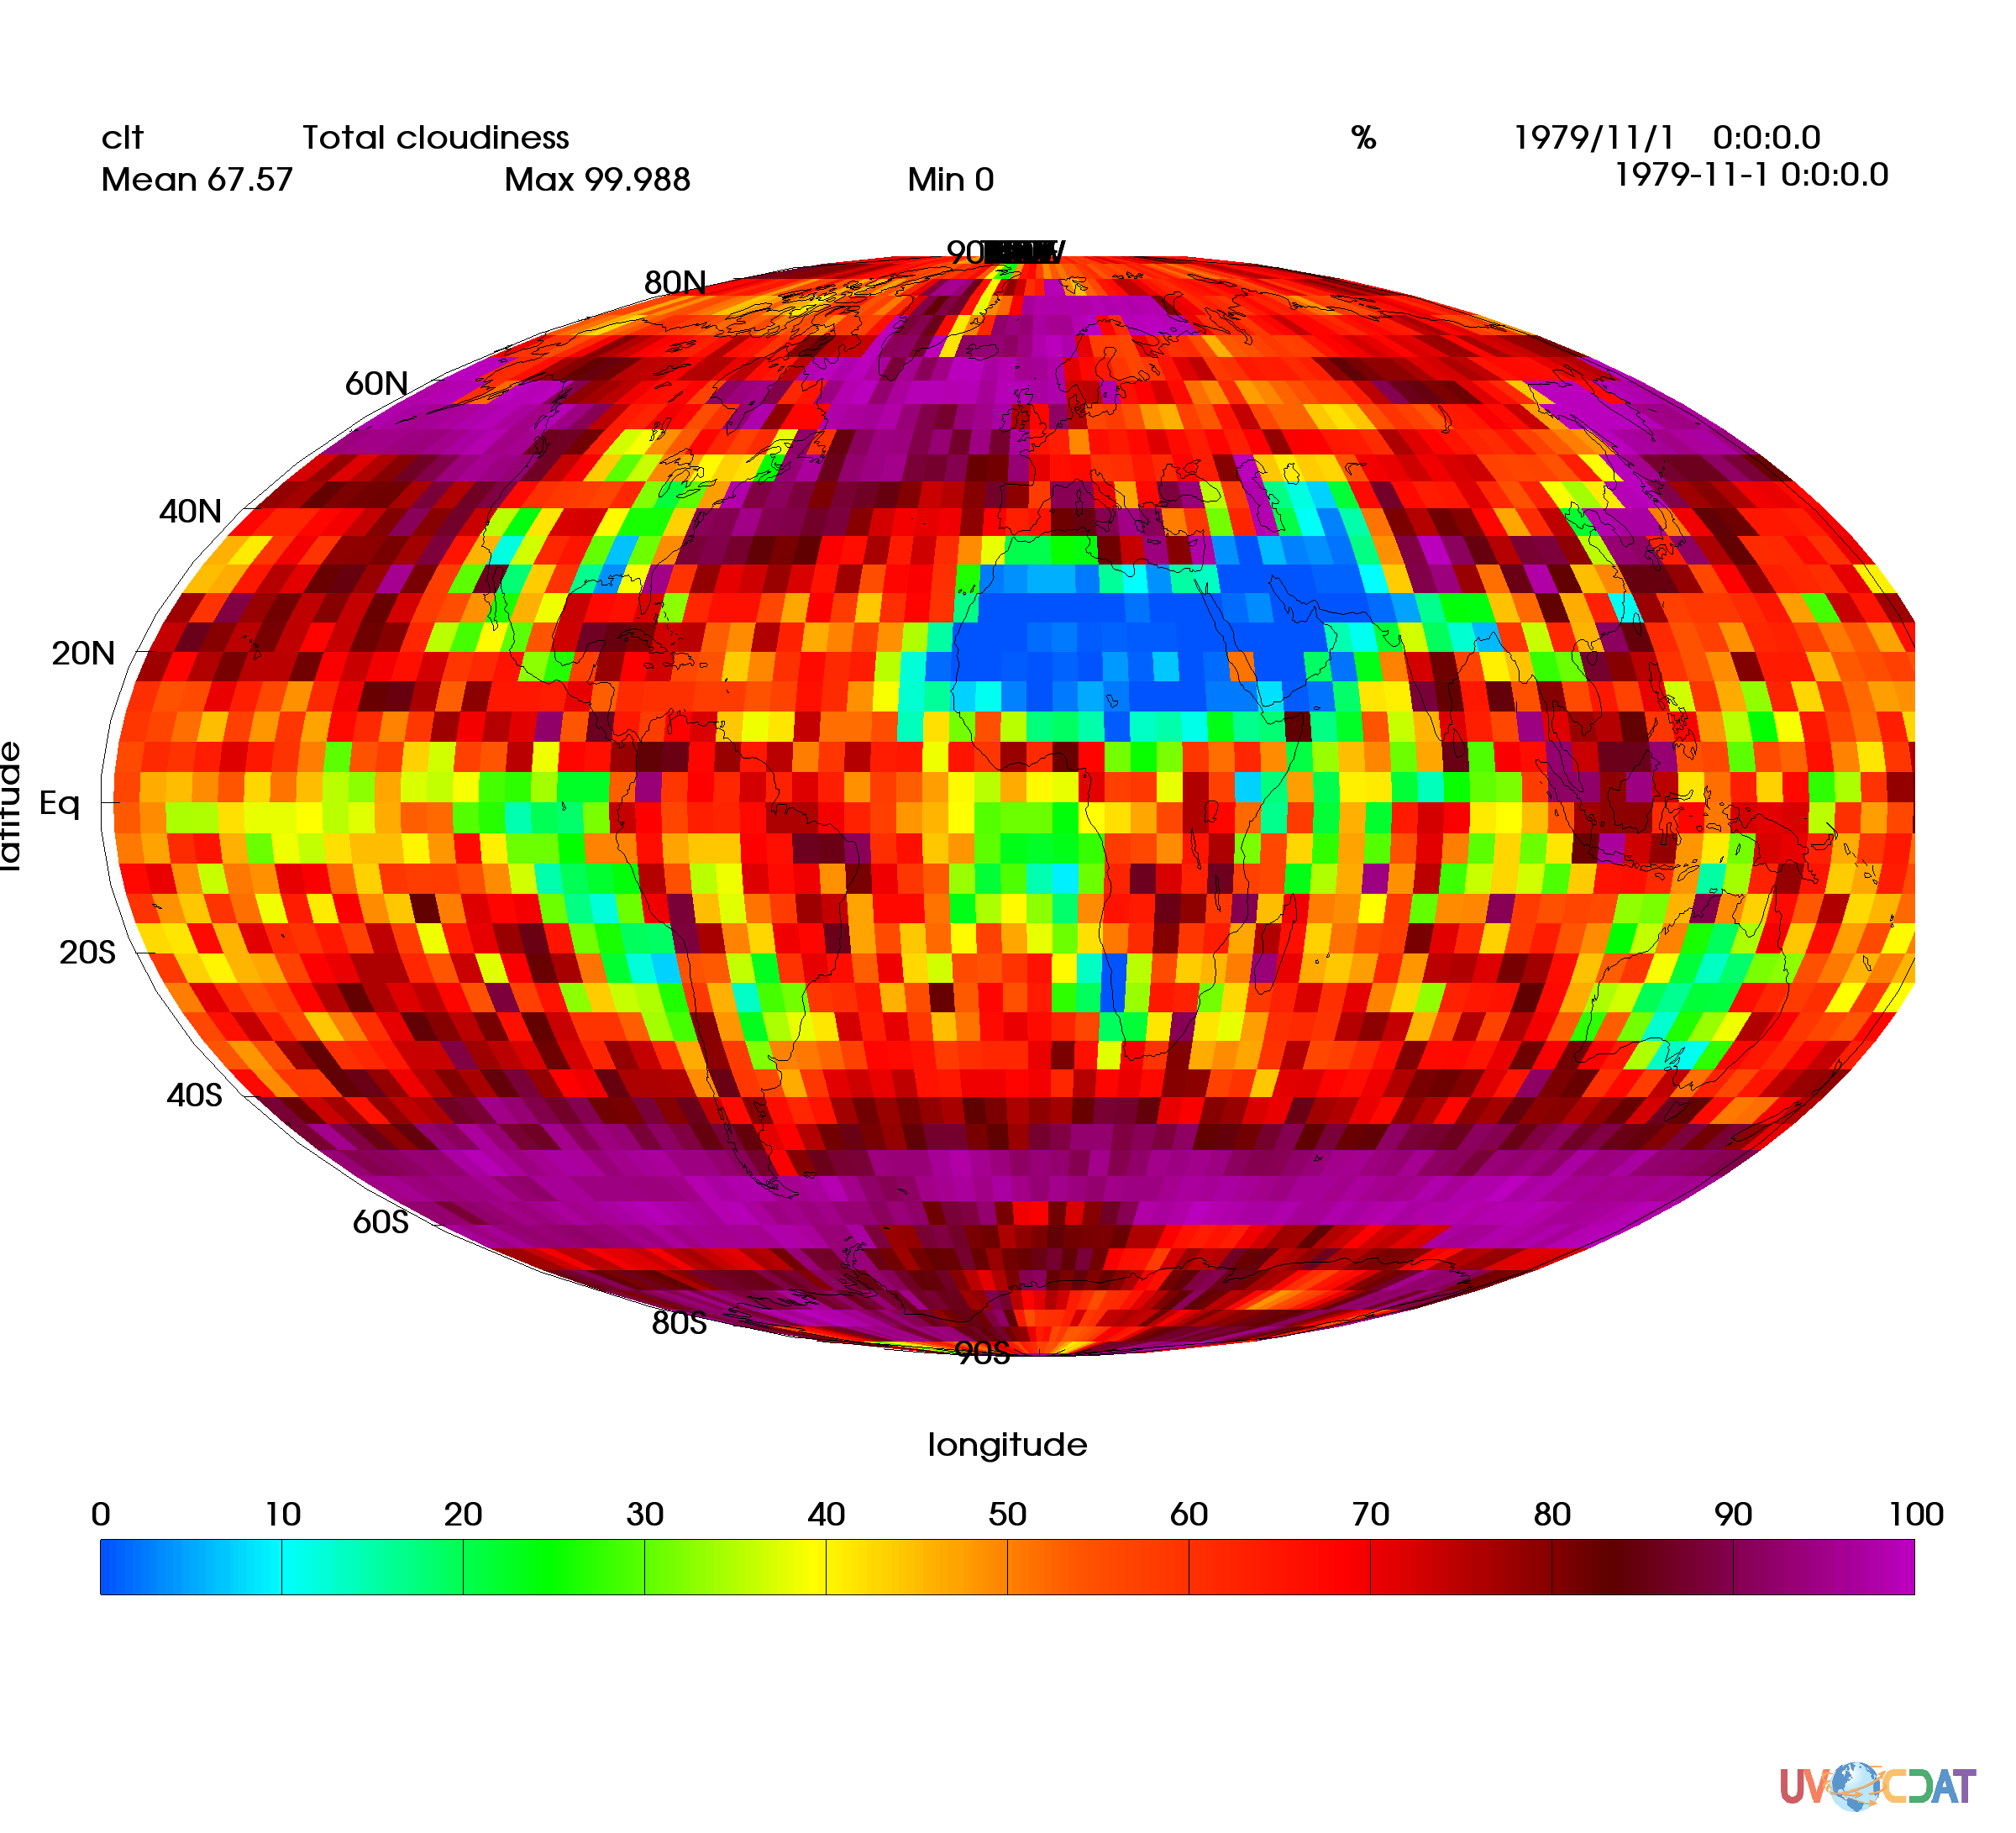 clt Total cloudiness % 1979/11/1 0:0:0.0
Mean 67.57 Max 99.988 Min 0 1979-11-1 0:0:0.0
80N
60N
40N
20N
Eq
20S
40S
60S
80S
90S
latitude
longitude
0 10 20 30 40 50 60 70 80 90 100
UV CDAT